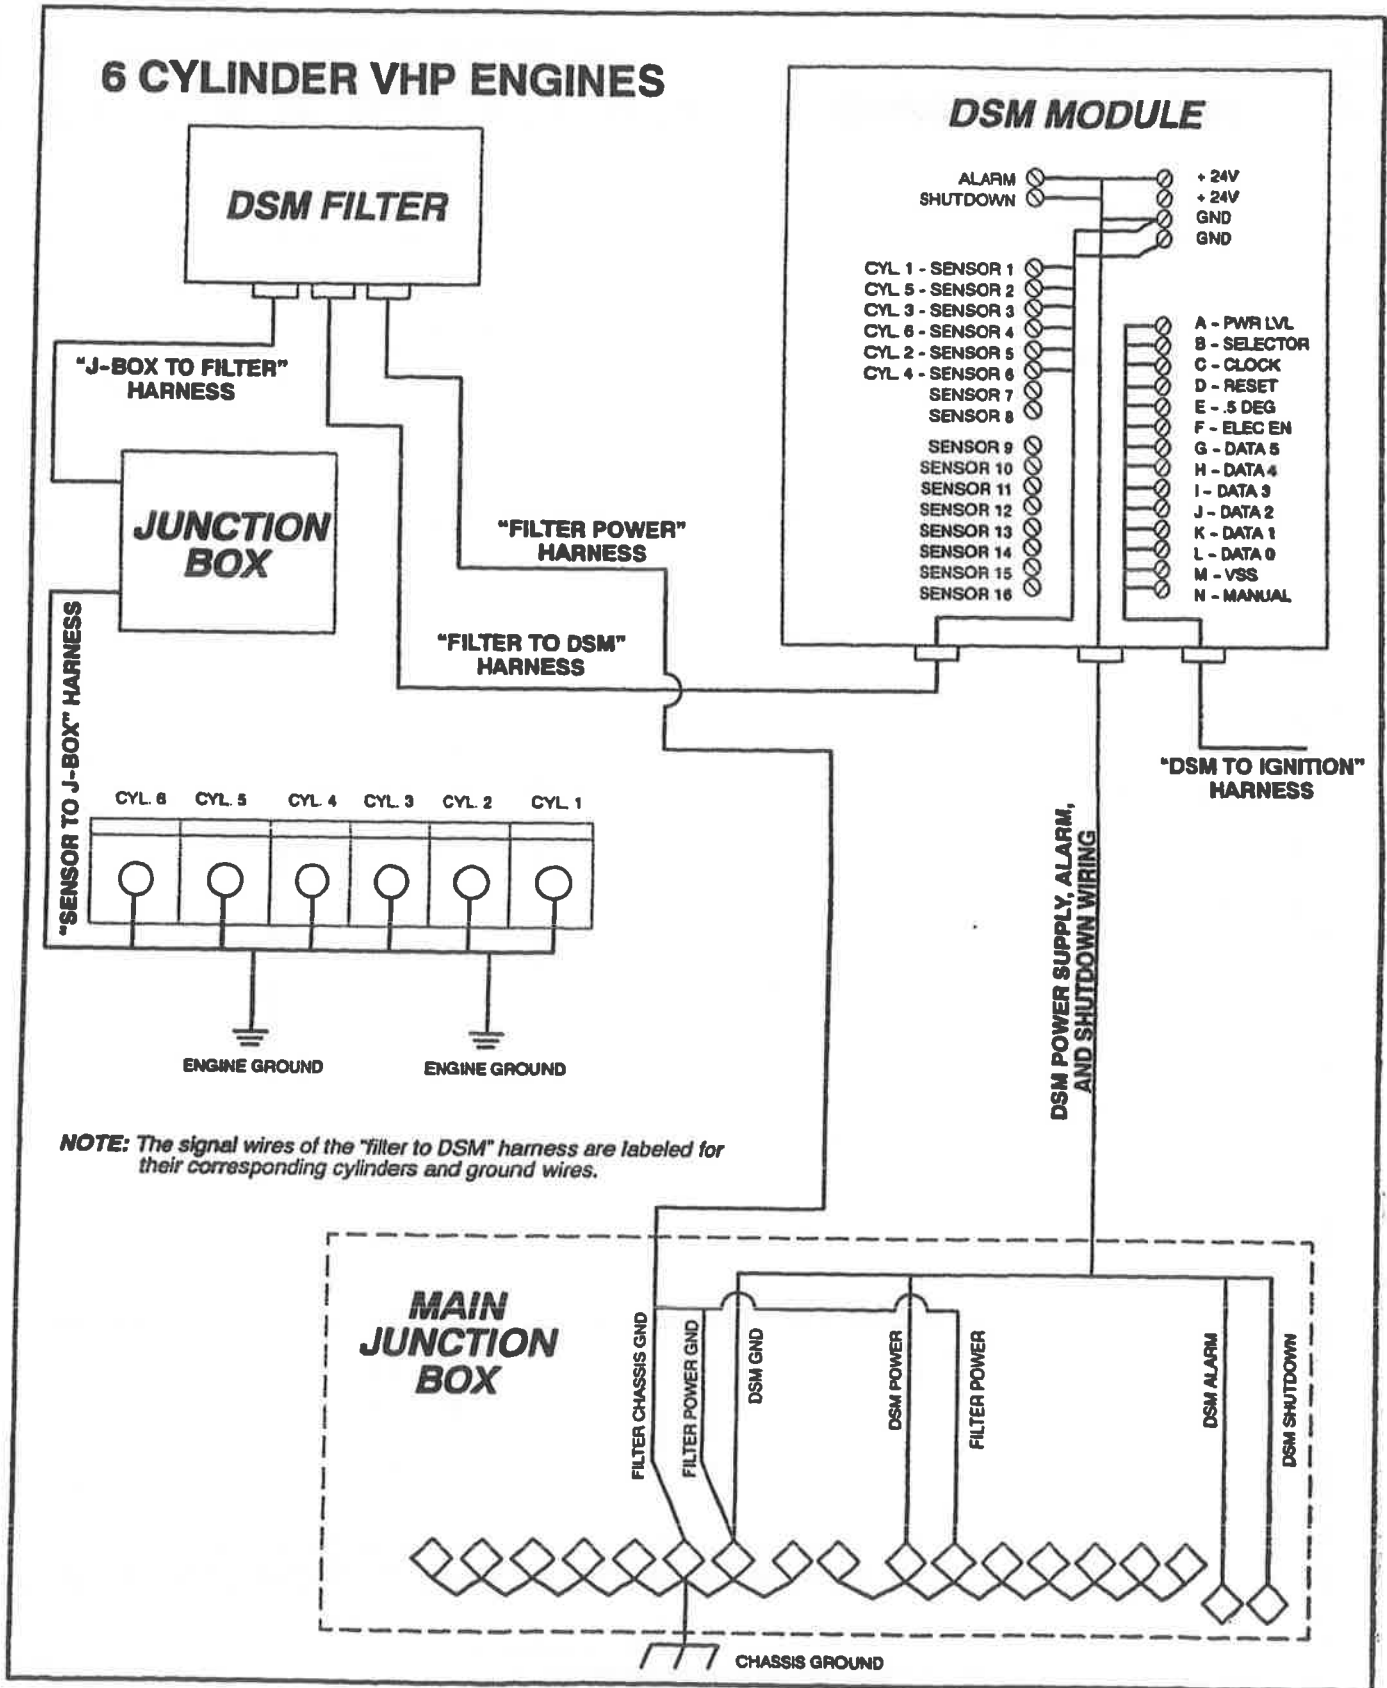 6 CYLINDER VHP ENGINES
DSM FILTER
"J-BOX TO FILTER"
HARNESS
JUNCTION
BOX
"FILTER POWER"
HARNESS
"FILTER TO DSM"
HARNESS
"SENSOR TO J-BOX" HARNESS
DSM MODULE
ALARM
SHUTDOWN
+ 24V
+ 24V
GND
GND
CYL 1 - SENSOR 1
CYL 5 - SENSOR 2
CYL 3 - SENSOR 3
CYL 6 - SENSOR 4
CYL 2 - SENSOR 5
CYL 4 - SENSOR 6
SENSOR 7
SENSOR 8
SENSOR 9
SENSOR 10
SENSOR 11
SENSOR 12
SENSOR 13
SENSOR 14
SENSOR 15
SENSOR 16
A - PWR LVL
B - SELECTOR
C - CLOCK
D - RESET
E - .5 DEG
F - ELEC EN
G - DATA 5
H - DATA 4
I - DATA 3
J - DATA 2
K - DATA 1
L - DATA 0
M - VSS
N - MANUAL
"DSM TO IGNITION"
HARNESS
CYL. 6
CYL. 5
CYL. 4
CYL. 3
CYL. 2
CYL. 1
ENGINE GROUND
ENGINE GROUND
DSM POWER SUPPLY, ALARM,
AND SHUTDOWN WIRING
NOTE: The signal wires of the "filter to DSM" harness are labeled for
their corresponding cylinders and ground wires.
MAIN
JUNCTION
BOX
FILTER CHASSIS GND
FILTER POWER GND
DSM GND
DSM POWER
FILTER POWER
DSM ALARM
DSM SHUTDOWN
CHASSIS GROUND